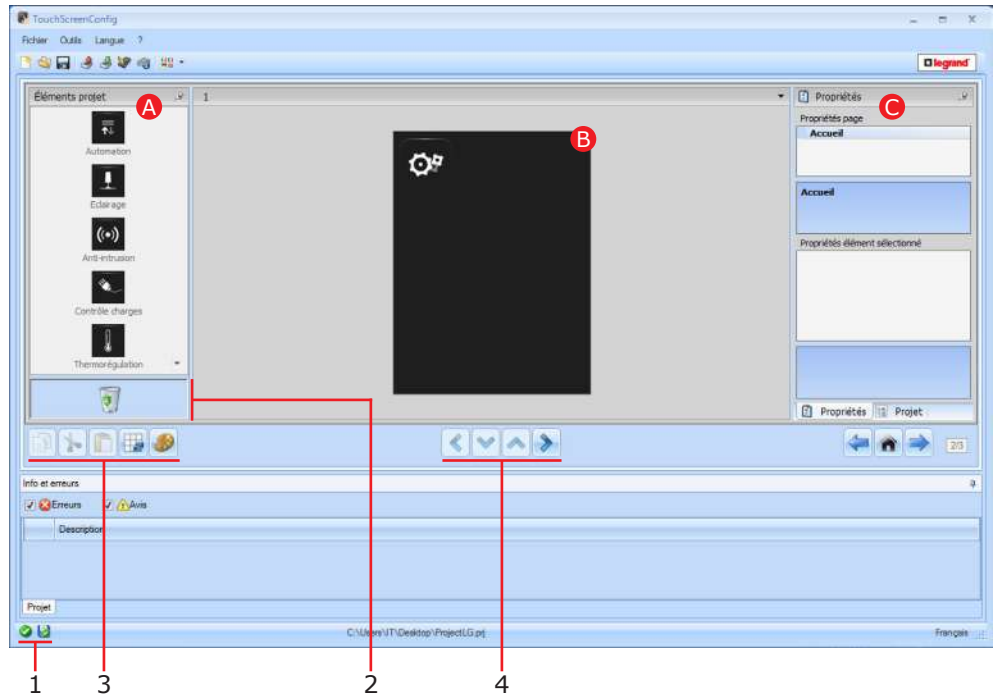 TouchScreenConfig
Fichier Outils Langue ?
legrand
Éléments projet
A
1
Propriétés
C
Propriétés page
Accueil
B
Automation
Eclairage
Accueil
Anti-intrusion
Propriétés élément sélectionné
Contrôle charges
Thermorégulation
Propriétés Projet
2/3
Info et erreurs
Erreurs Avis
Description
Projet
C:\Users\IT\Desktop\ProjectLG.prj
Français
1 3 2 4